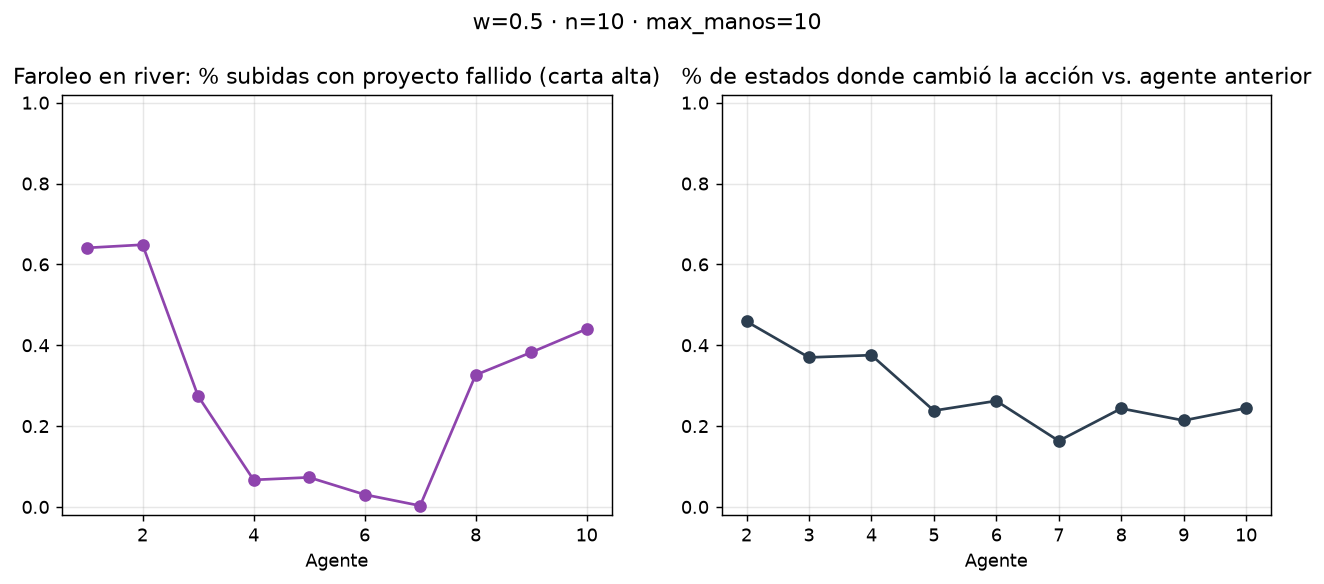 w=0.5 · n=10 · max_manos=10
Faroleo en river: % subidas con proyecto fallido (carta alta)
1.0
0.8
0.6
0.4
0.2
0.0
2 4 6 8 10
Agente
% de estados donde cambió la acción vs. agente anterior
1.0
0.8
0.6
0.4
0.2
0.0
2 3 4 5 6 7 8 9 10
Agente